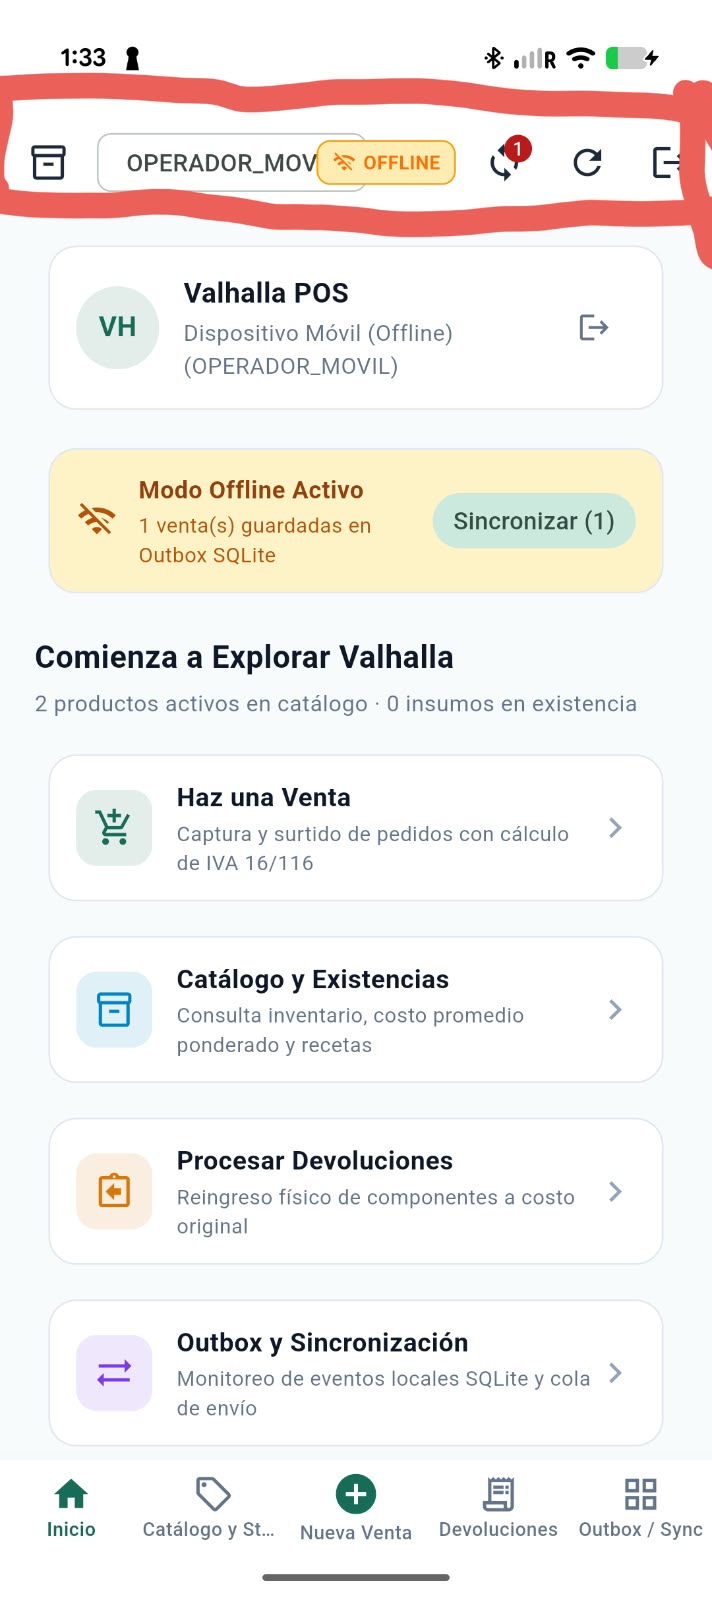 1:33
R
OPERADOR_MOV
OFFLINE
1
VH
Valhalla POS
Dispositivo Móvil (Offline)
(OPERADOR_MOVIL)
Modo Offline Activo
1 venta(s) guardadas en
Outbox SQLite
Sincronizar (1)
Comienza a Explorar Valhalla
2 productos activos en catálogo · 0 insumos en existencia
Haz una Venta
Captura y surtido de pedidos con cálculo
de IVA 16/116
Catálogo y Existencias
Consulta inventario, costo promedio
ponderado y recetas
Procesar Devoluciones
Reingreso físico de componentes a costo
original
Outbox y Sincronización
Monitoreo de eventos locales SQLite y cola
de envío
Inicio
Catálogo y St...
Nueva Venta
Devoluciones
Outbox / Sync